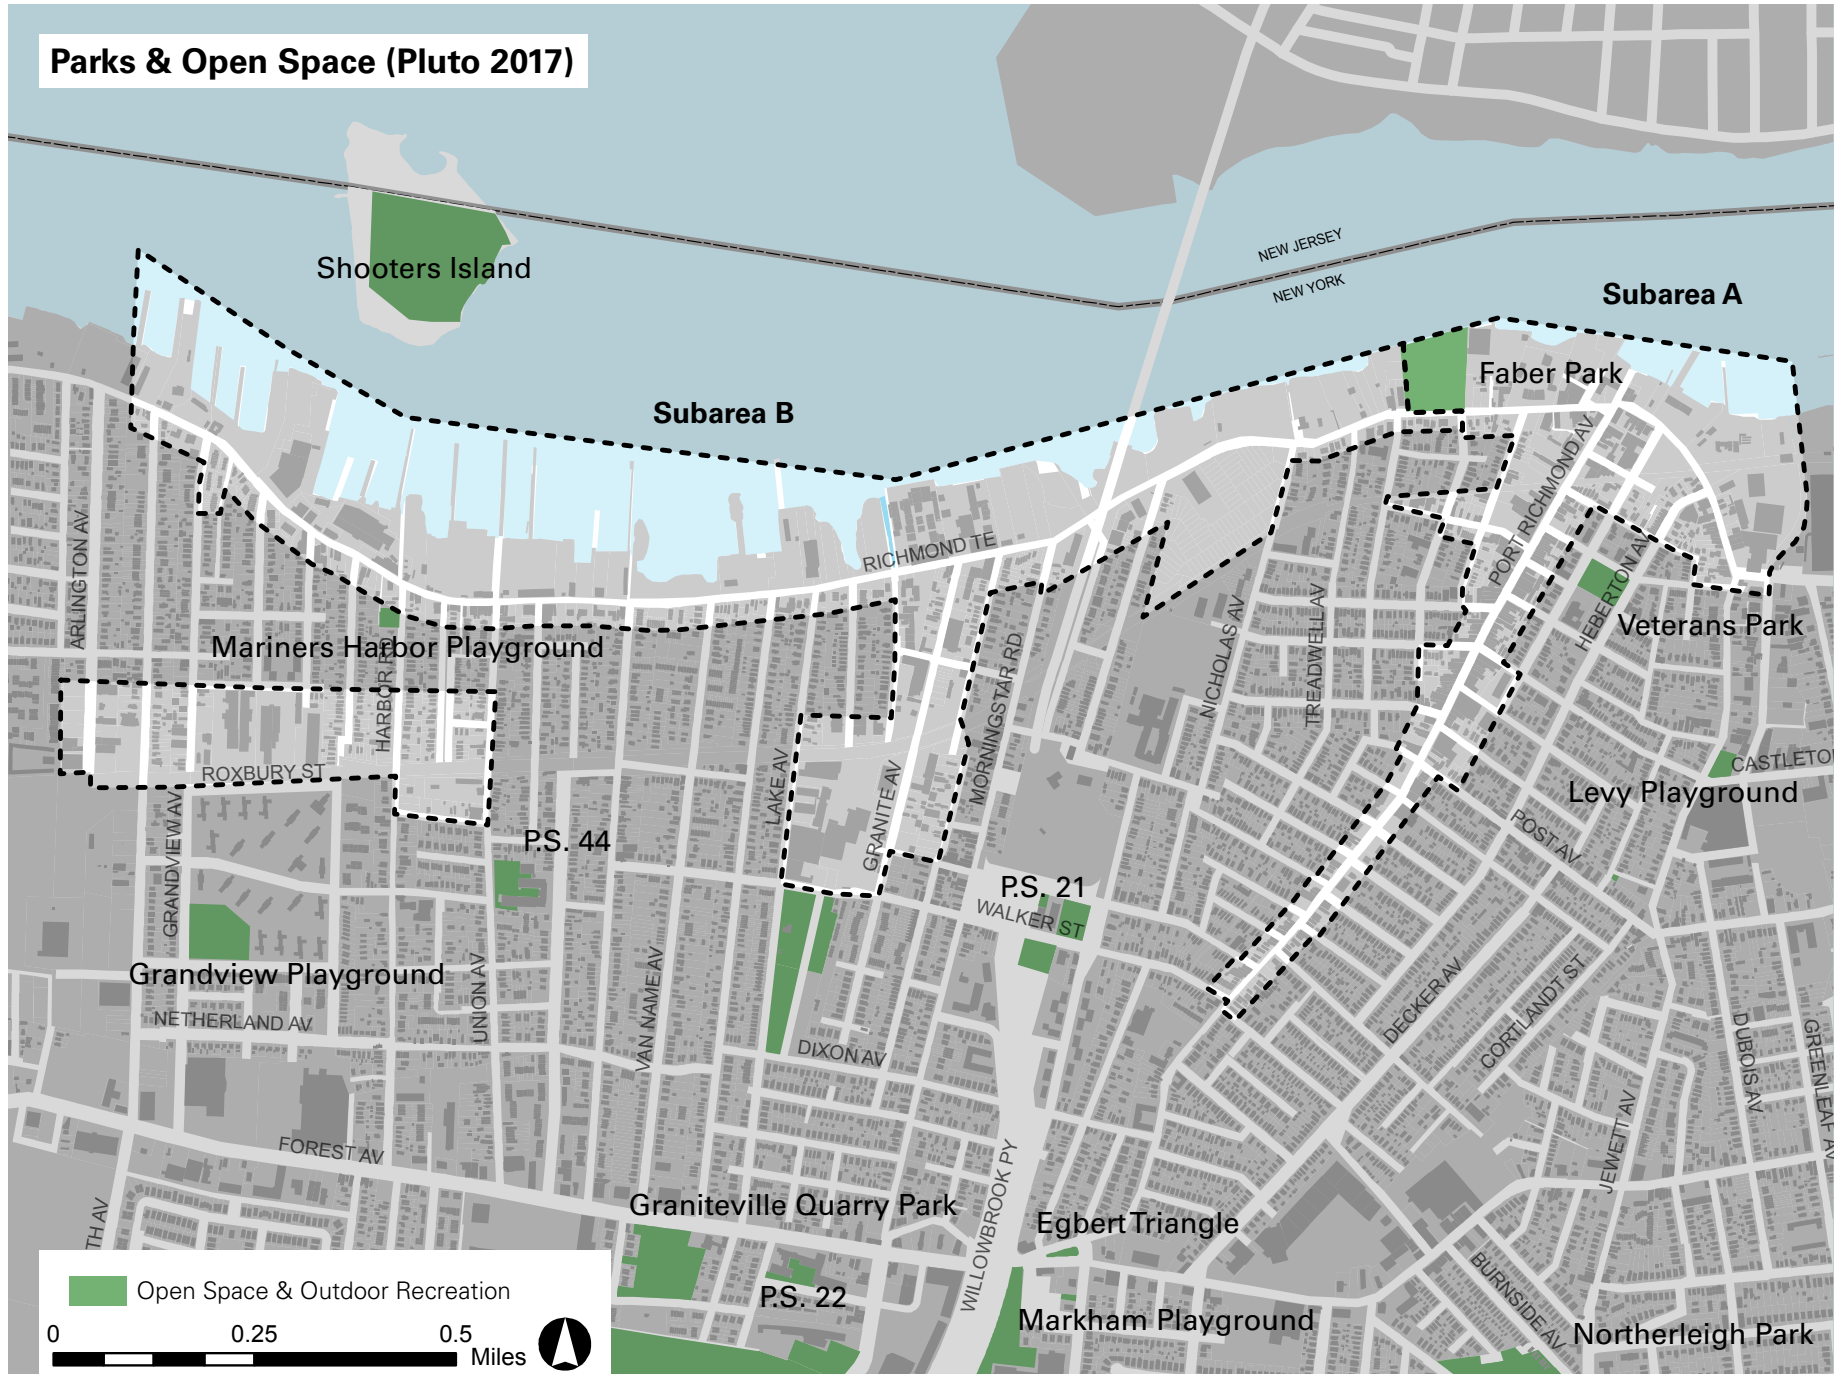 Parks & Open Space (Pluto 2017)
NEW JERSEY
NEW YORK
Shooters Island
Subarea A
Subarea B
Faber Park
PORT RICHMOND AV
RICHMOND TE
ARLINGTON AV
HEBERTON AV
Veterans Park
Mariners Harbor Playground
HARBOR RD
MORNINGSTAR RD
NICHOLAS AV
TREADWELL AV
ROXBURY ST
LAKE AV
GRANITE AV
CASTLETO
Levy Playground
POST AV
GRANDVIEW AV
P.S. 44
P.S. 21
WALKER ST
Grandview Playground
UNION AV
VAN NAME AV
NETHERLAND AV
DIXON AV
DECKER AV
CORTLANDT ST
DUBOIS AV
GREENLEAF AV
JEWETT AV
FOREST AV
WILLOWBROOK PY
Graniteville Quarry Park
Egbert Triangle
TH AV
P.S. 22
Markham Playground
BURNSIDE AV
Northerleigh Park
Open Space & Outdoor Recreation
0 0.25 0.5
Miles